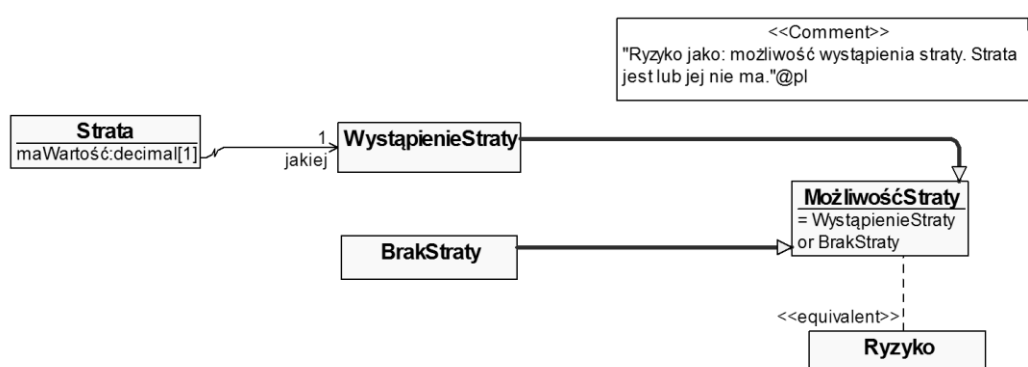 <<Comment>>
"Ryzyko jako: możliwość wystąpienia straty. Strata
jest lub jej nie ma."@pl
Strata
maWartość:decimal[1]
1
jakiej
WystąpienieStraty
MożliwośćStraty
= WystąpienieStraty
or BrakStraty
BrakStraty
<<equivalent>>
Ryzyko